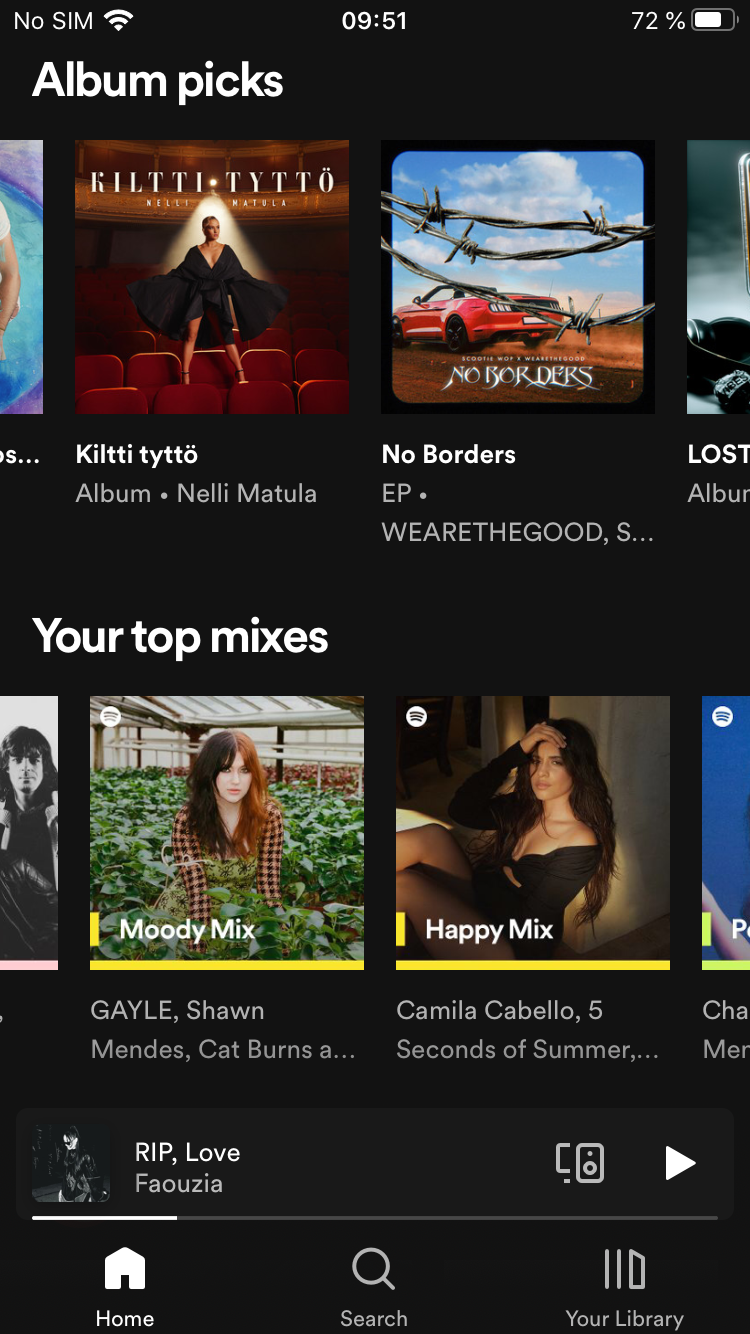 No SIM 09:51 72 %
Album picks
KILTTI TYTTÖ
NELLI MATULA
SCOOTIE WOP X WEARETHEGOOD
NO BORDERS
os...
Kiltti tyttö
No Borders
LOST
Album • Nelli Matula
EP •
Albu
WEARETHEGOOD, S...
Your top mixes
Moody Mix
Happy Mix
,
GAYLE, Shawn
Mendes, Cat Burns a...
Camila Cabello, 5
Seconds of Summer,...
Cha
Mer
RIP, Love
Faouzia
Home
Search
Your Library